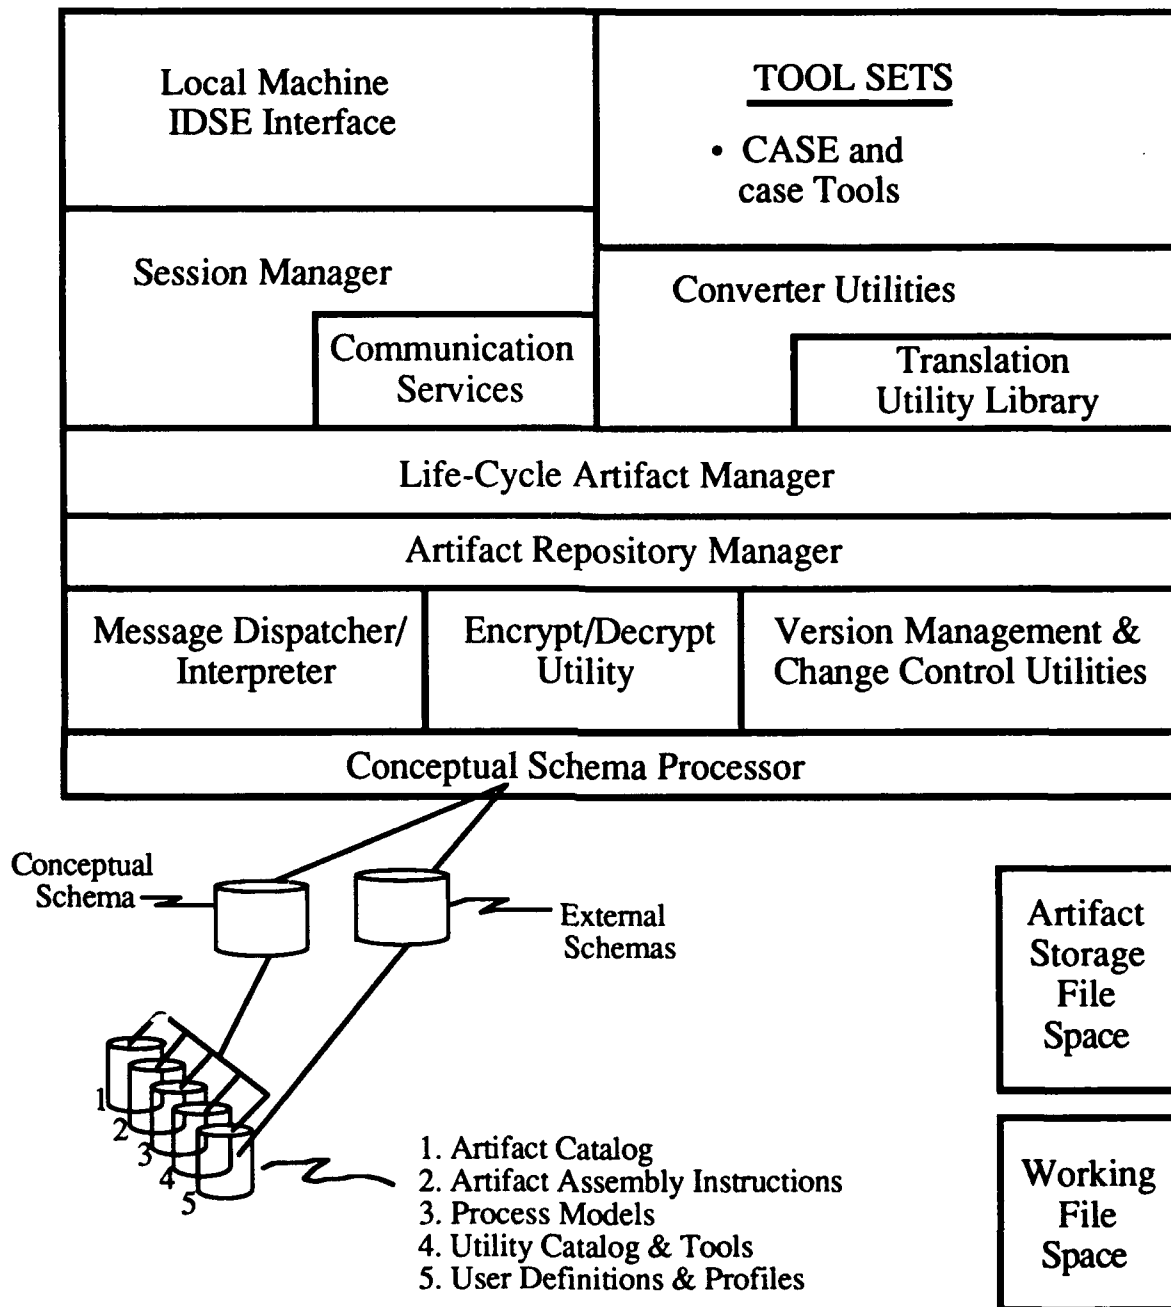 Local Machine
IDSE Interface
TOOL SETS
• CASE and
case Tools
Session Manager
Communication
Services
Converter Utilities
Translation
Utility Library
Life-Cycle Artifact Manager
Artifact Repository Manager
Message Dispatcher/
Interpreter
Encrypt/Decrypt
Utility
Version Management &
Change Control Utilities
Conceptual Schema Processor
Conceptual
Schema
External
Schemas
Artifact
Storage
File
Space
1
2
3
4
5
1. Artifact Catalog
2. Artifact Assembly Instructions
3. Process Models
4. Utility Catalog & Tools
5. User Definitions & Profiles
Working
File
Space